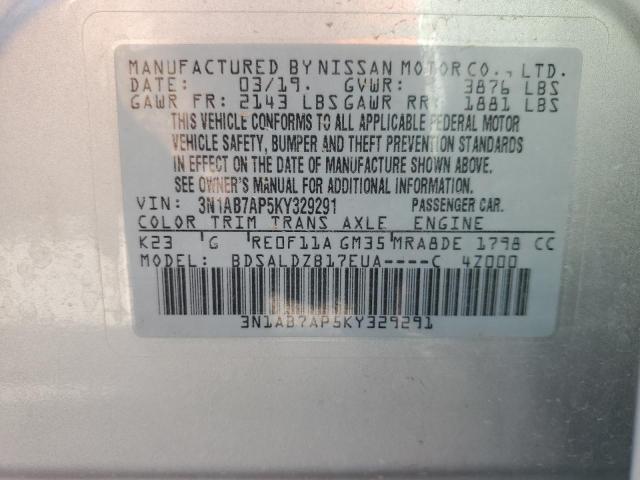 MANUFACTURED BY NISSAN MOTOR CO., LTD.
DATE: 03/19. GVWR: 3876 LBS
GAWR FR: 2143 LBS GAWR RR: 1881 LBS
THIS VEHICLE CONFORMS TO ALL APPLICABLE FEDERAL MOTOR
VEHICLE SAFETY, BUMPER AND THEFT PREVENTION STANDARDS
IN EFFECT ON THE DATE OF MANUFACTURE SHOWN ABOVE.
SEE OWNER'S MANUAL FOR ADDITIONAL INFORMATION.
VIN: 3N1AB7AP5KY329291 PASSENGER CAR.
COLOR TRIM TRANS AXLE ENGINE
K23 G RE0F11A GM35 MRA8DE 1798 CC
MODEL: BDSALDZB17EUA----C 4Z000
3N1AB7AP5KY329291